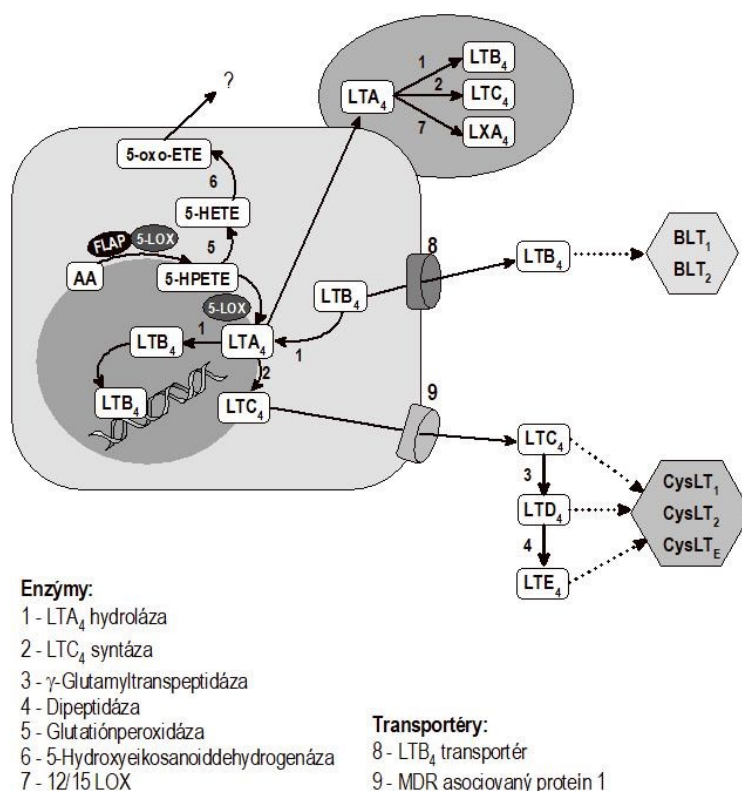 ?
5-oxo-ETE
6
5-HETE
FLAP
5-LOX
5
AA
5-HPETE
5-LOX
LTB₄
1
LTA₄
1
LTB₄
2
LTB₄
LTC₄
LTA₄
1
LTB₄
2
LTC₄
7
LXA₄
8
LTB₄
BLT₁
BLT₂
9
LTC₄
3
LTD₄
4
LTE₄
CysLT₁
CysLT₂
CysLT_E
Enzýmy:
1 - LTA₄ hydroláza
2 - LTC₄ syntáza
3 - γ-Glutamyltranspeptidáza
4 - Dipeptidáza
5 - Glutatiónperoxidáza
6 - 5-Hydroxyeikosanoiddehydrogenáza
7 - 12/15 LOX
Transportéry:
8 - LTB₄ transportér
9 - MDR asociovaný proteín 1